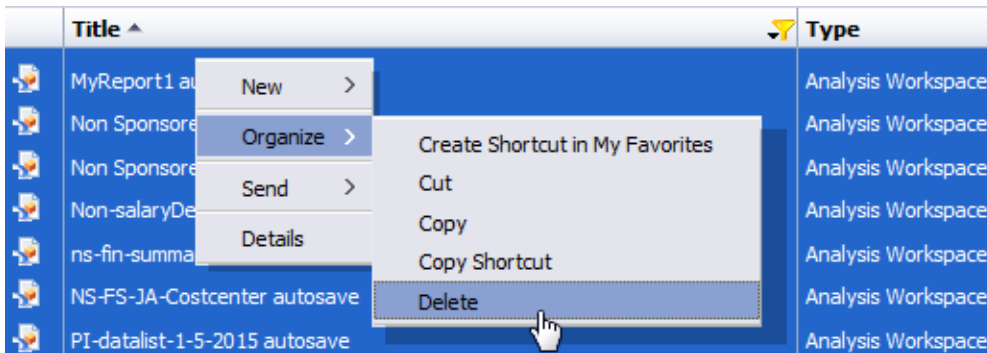 Title Type
MyReport1 au Analysis Workspace
New
Non Sponsore Analysis Workspace
Organize Create Shortcut in My Favorites
Non Sponsore Analysis Workspace
Send Cut
Non-salaryDe Copy Analysis Workspace
Details
ns-fin-summa Copy Shortcut Analysis Workspace
NS-FS-JA-Costcenter autosave Delete Analysis Workspace
PI-datalist-1-5-2015 autosave Analysis Workspace